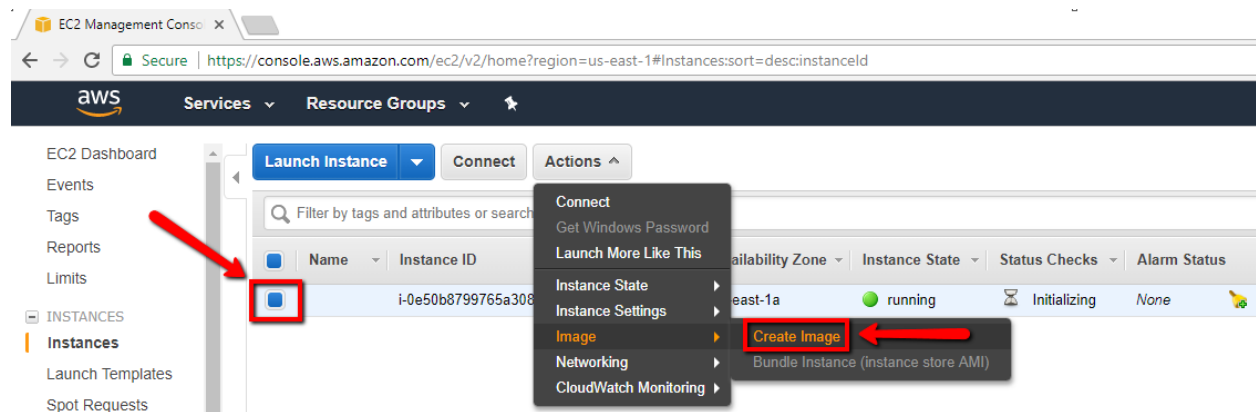 EC2 Management Conso
Secure | https://console.aws.amazon.com/ec2/v2/home?region=us-east-1#Instances:sort=desc:instanceId
aws Services Resource Groups
EC2 Dashboard
Events
Tags
Reports
Limits
INSTANCES
Instances
Launch Templates
Spot Requests
Launch Instance Connect Actions
Filter by tags and attributes or search
Name Instance ID ailability Zone Instance State Status Checks Alarm Status
i-0e50b8799765a308 east-1a running Initializing None
Connect
Get Windows Password
Launch More Like This
Instance State
Instance Settings
Image
Networking
CloudWatch Monitoring
Create Image
Bundle Instance (instance store AMI)